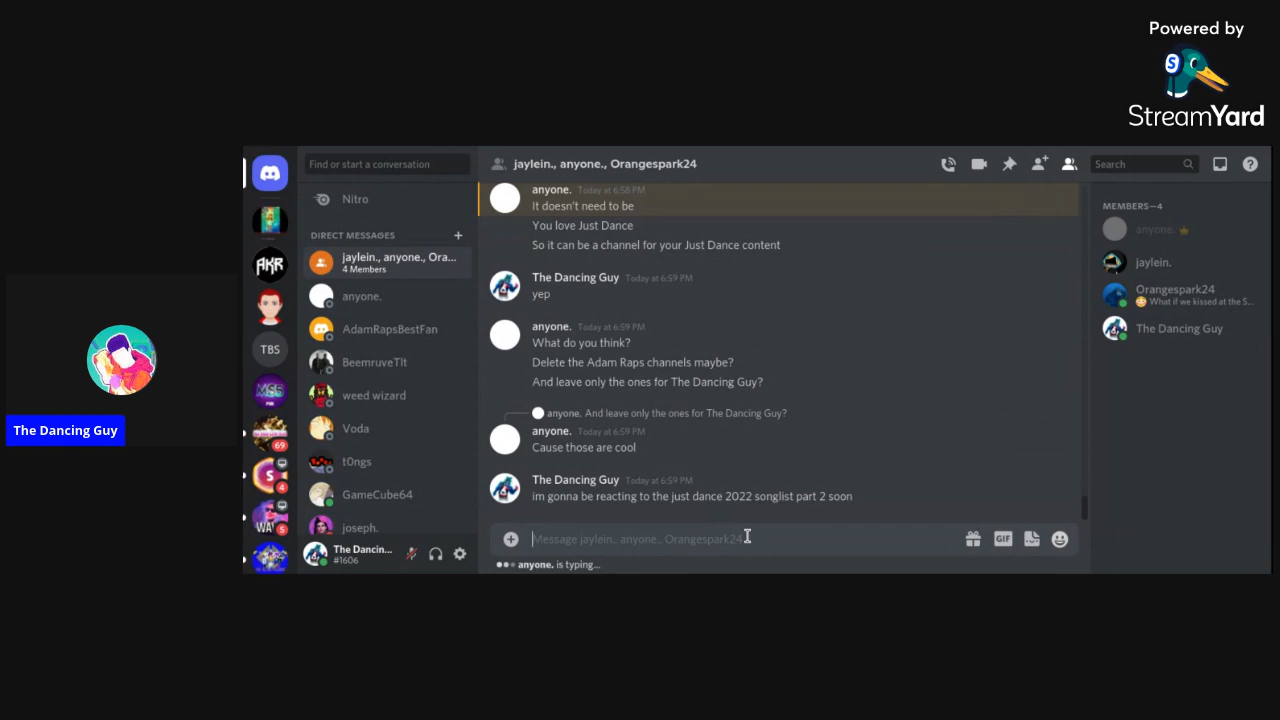 Powered by
S
StreamYard
Find or start a conversation
jaylein., anyone., Orangespark24
Search
Nitro
DIRECT MESSAGES
jaylein., anyone., Ora...
4 Members
anyone.
AdamRapsBestFan
BeemruveTlt
weed wizard
Voda
t0ngs
GameCube64
joseph.
The Dancin...
#1606
AKR
TBS
69
4
5
anyone. Today at 6:58 PM
It doesn't need to be
You love Just Dance
So it can be a channel for your Just Dance content
The Dancing Guy Today at 6:59 PM
yep
anyone. Today at 6:59 PM
What do you think?
Delete the Adam Raps channels maybe?
And leave only the ones for The Dancing Guy?
anyone. And leave only the ones for The Dancing Guy?
anyone. Today at 6:59 PM
Cause those are cool
The Dancing Guy Today at 6:59 PM
im gonna be reacting to the just dance 2022 songlist part 2 soon
Message jaylein., anyone., Orangespark24
GIF
anyone. is typing...
MEMBERS—4
anyone.
jaylein.
Orangespark24
What if we kissed at the S...
The Dancing Guy
The Dancing Guy